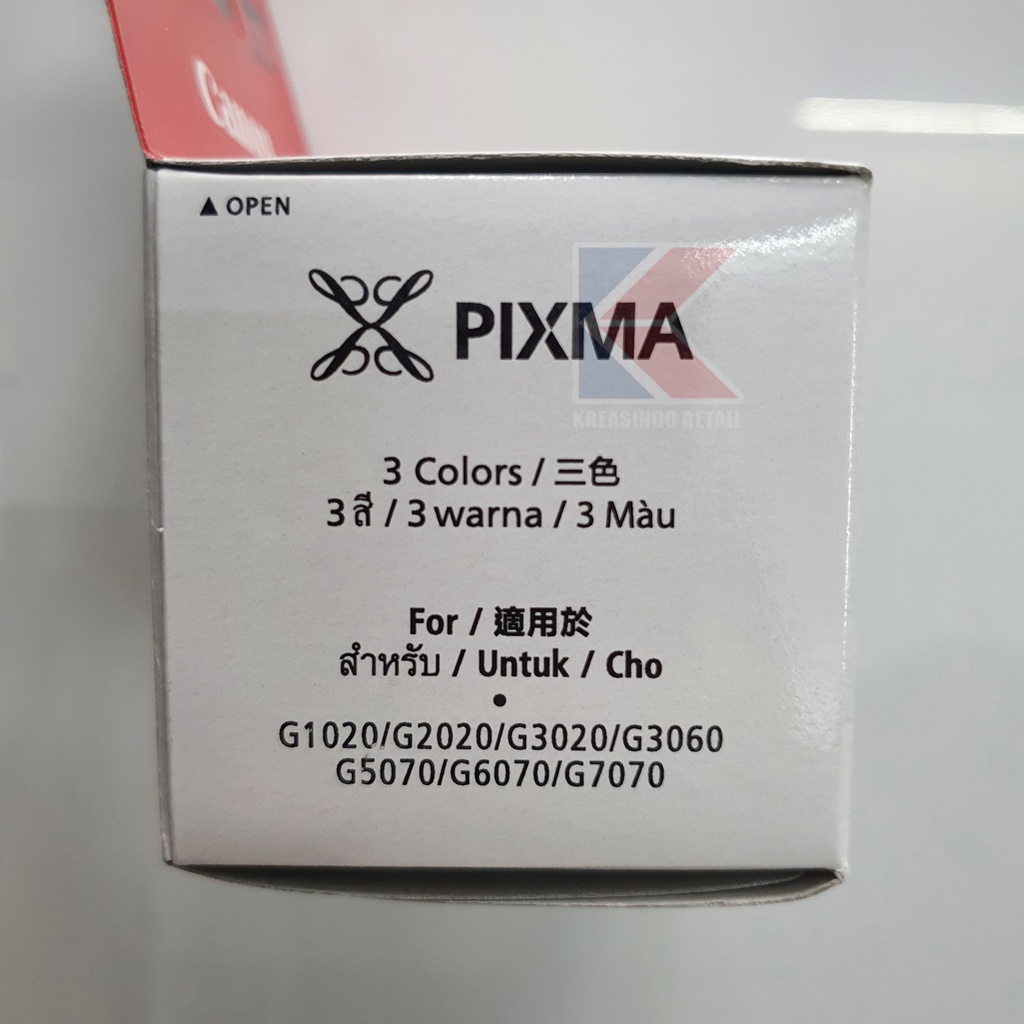 Canon
▲ OPEN
PIXMA
KREASINDO RETAIL
3 Colors / 三色
3 สี / 3 warna / 3 Màu
For / 適用於
สำหรับ / Untuk / Cho
•
G1020/G2020/G3020/G3060
G5070/G6070/G7070